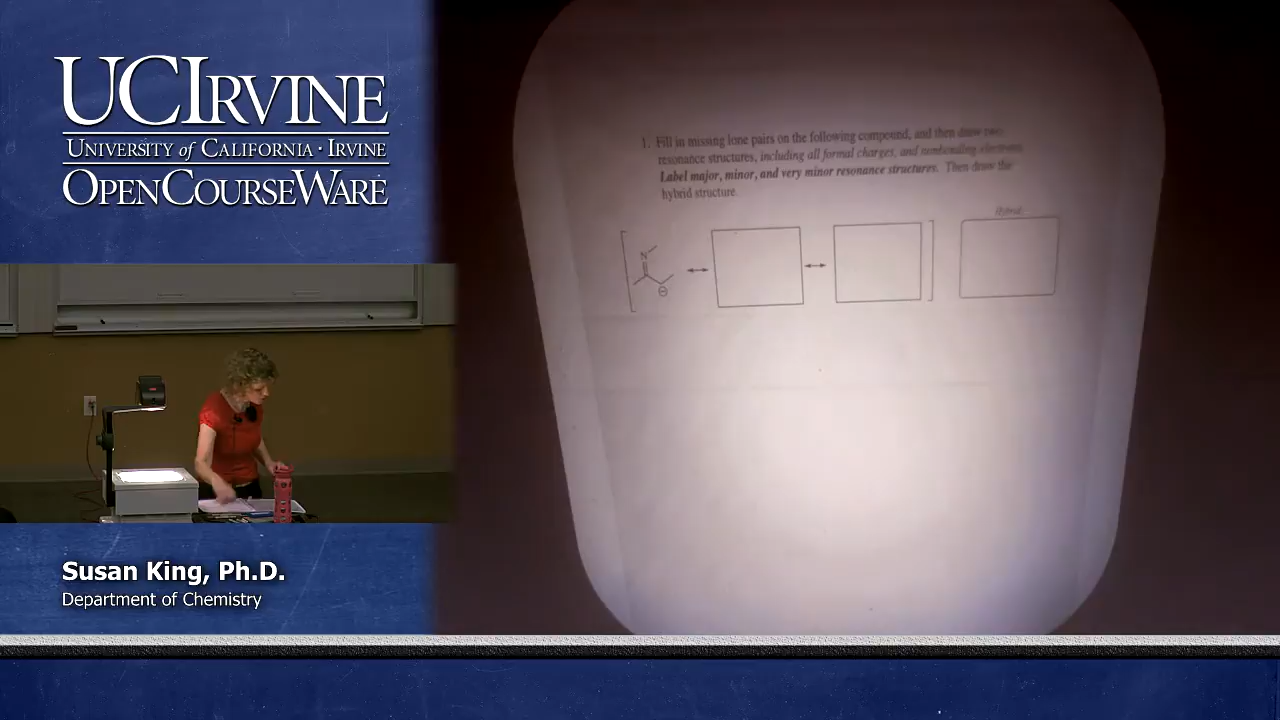 UCIRVINE
UNIVERSITY of CALIFORNIA · IRVINE
OPENCOURSEWARE
1. Fill in missing lone pairs on the following compound, and then draw two
resonance structures, including all formal charges, and nonbonding electrons.
Label major, minor, and very minor resonance structures. Then draw the
hybrid structure.
N
⊖
Susan King, Ph.D.
Department of Chemistry